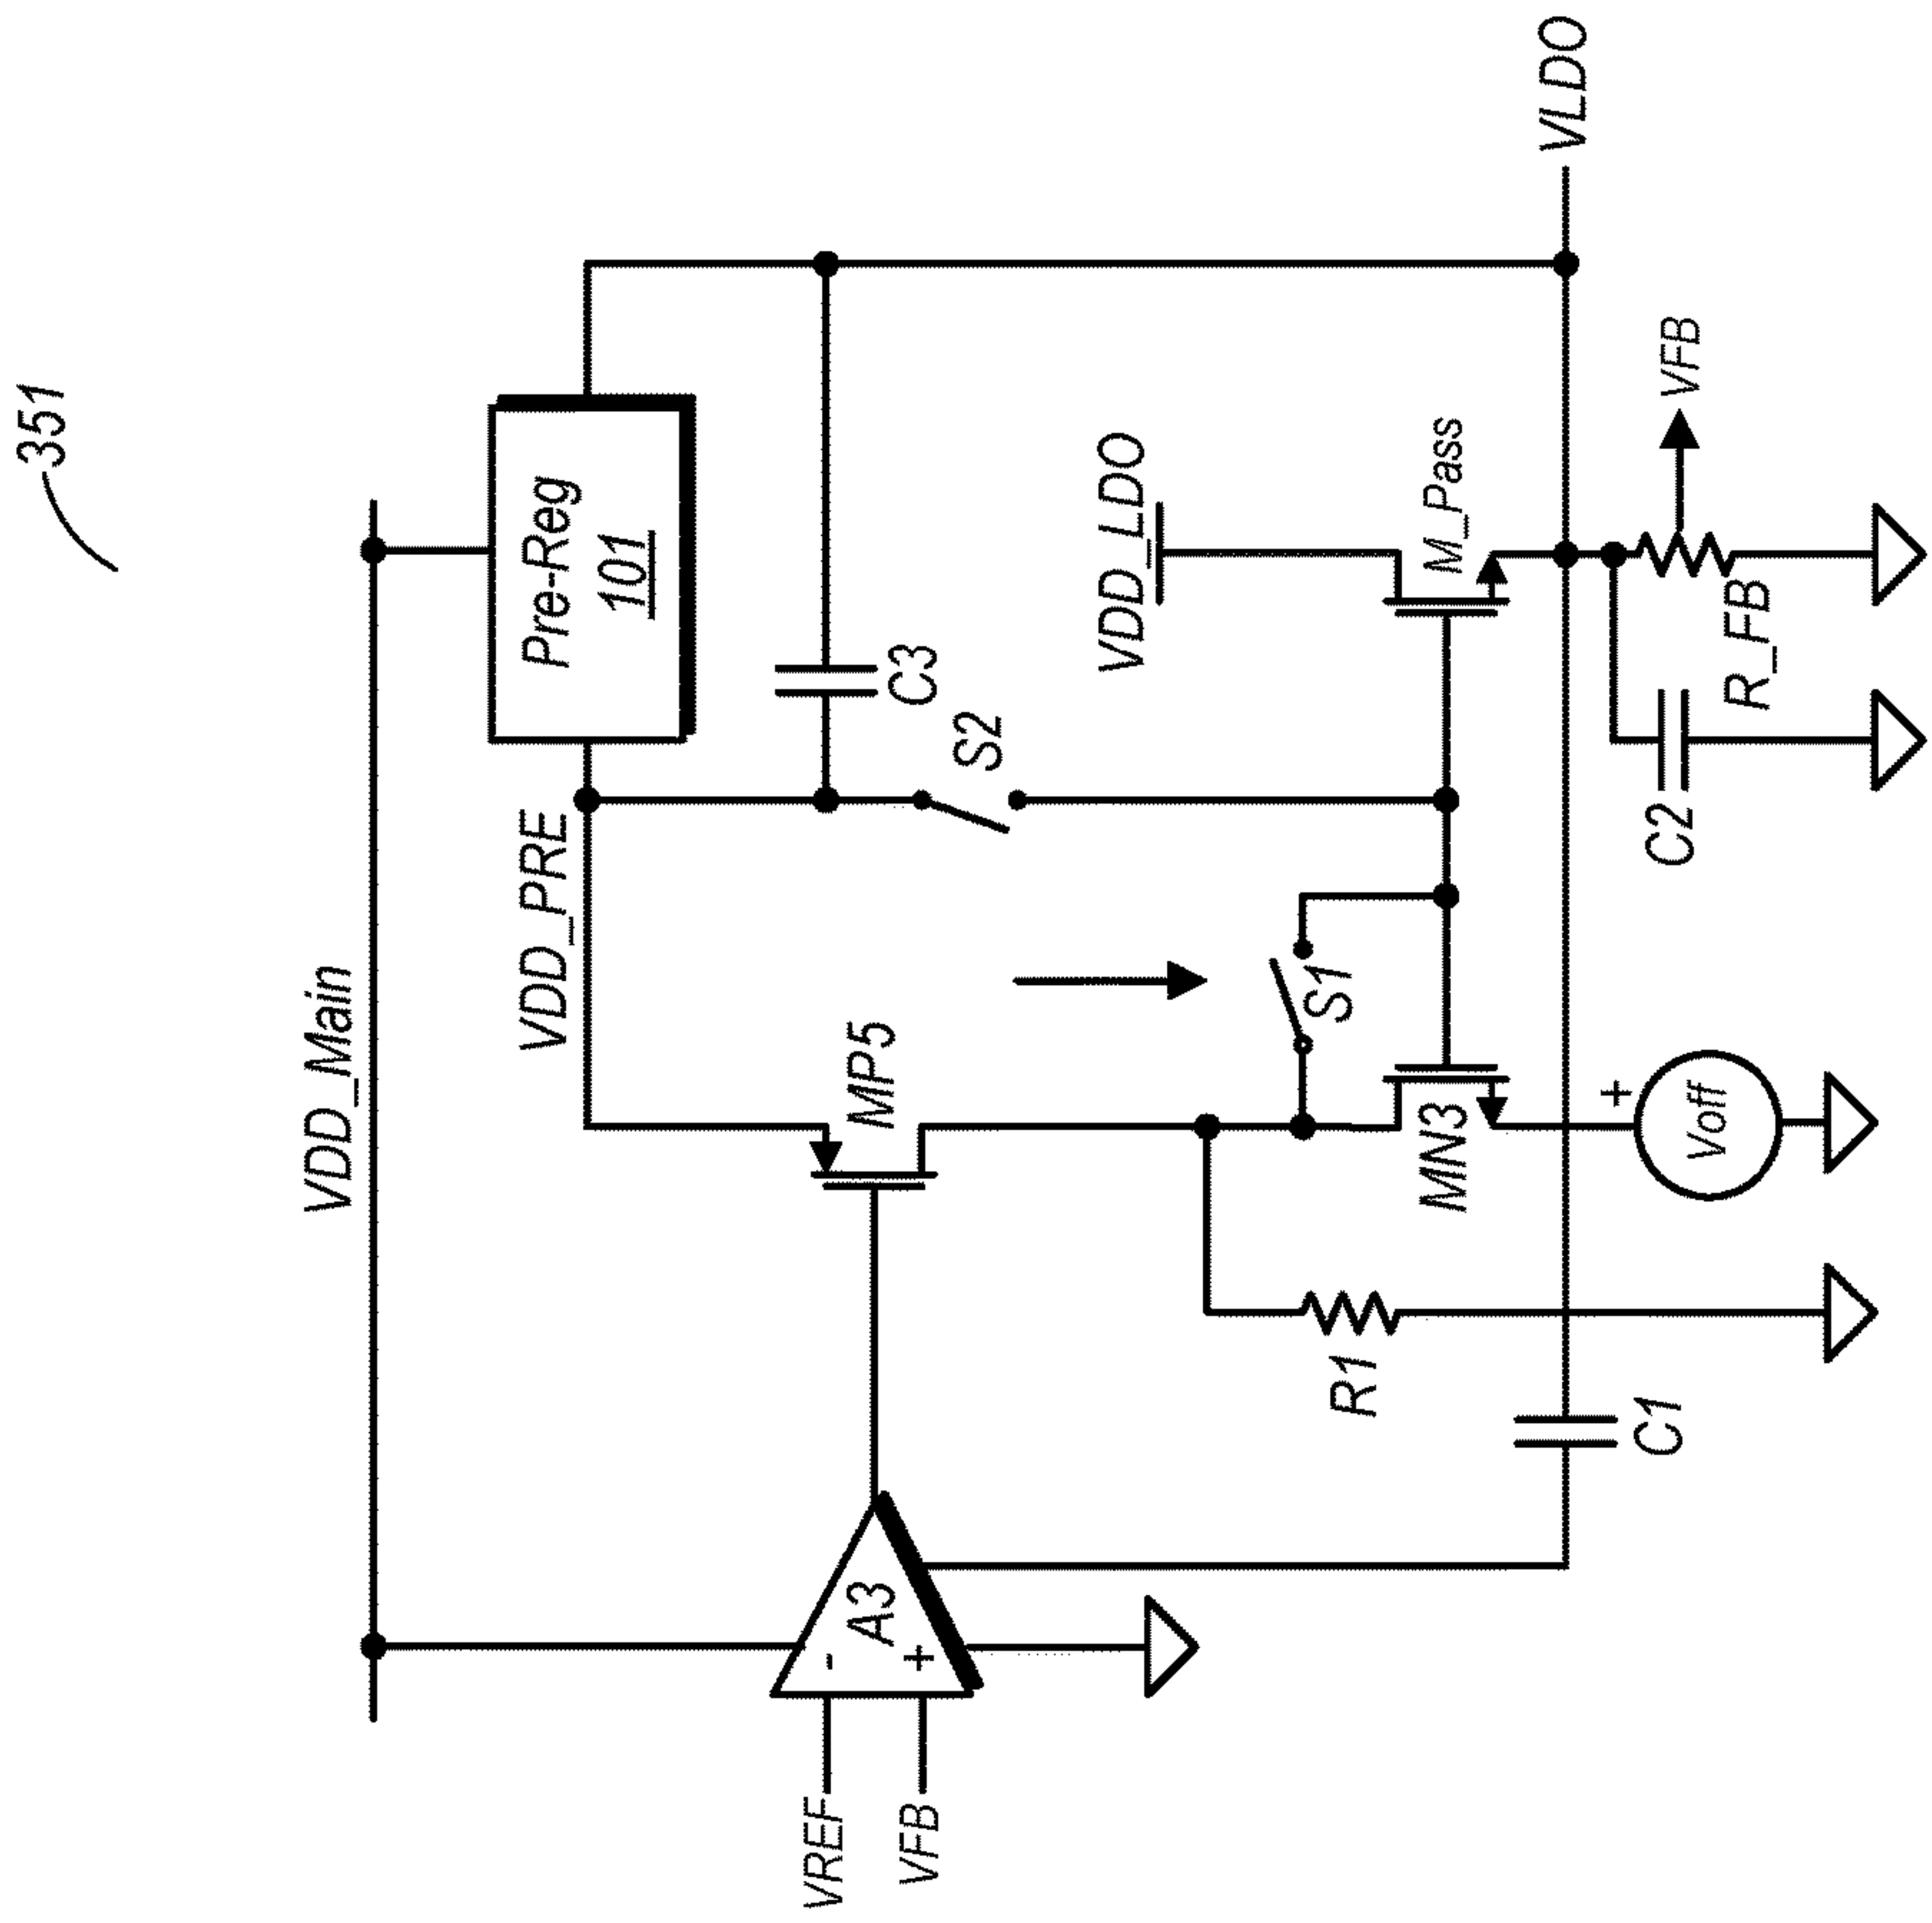 351
VDD_Main
Pre-Reg
101
VDD_PRE
VREF
-
A3
VFB
+
MP5
C3
S2
VDD_LDO
S1
M_Pass
R1
MN3
VLDO
C1
+
Voff
C2
R_FB
VFB